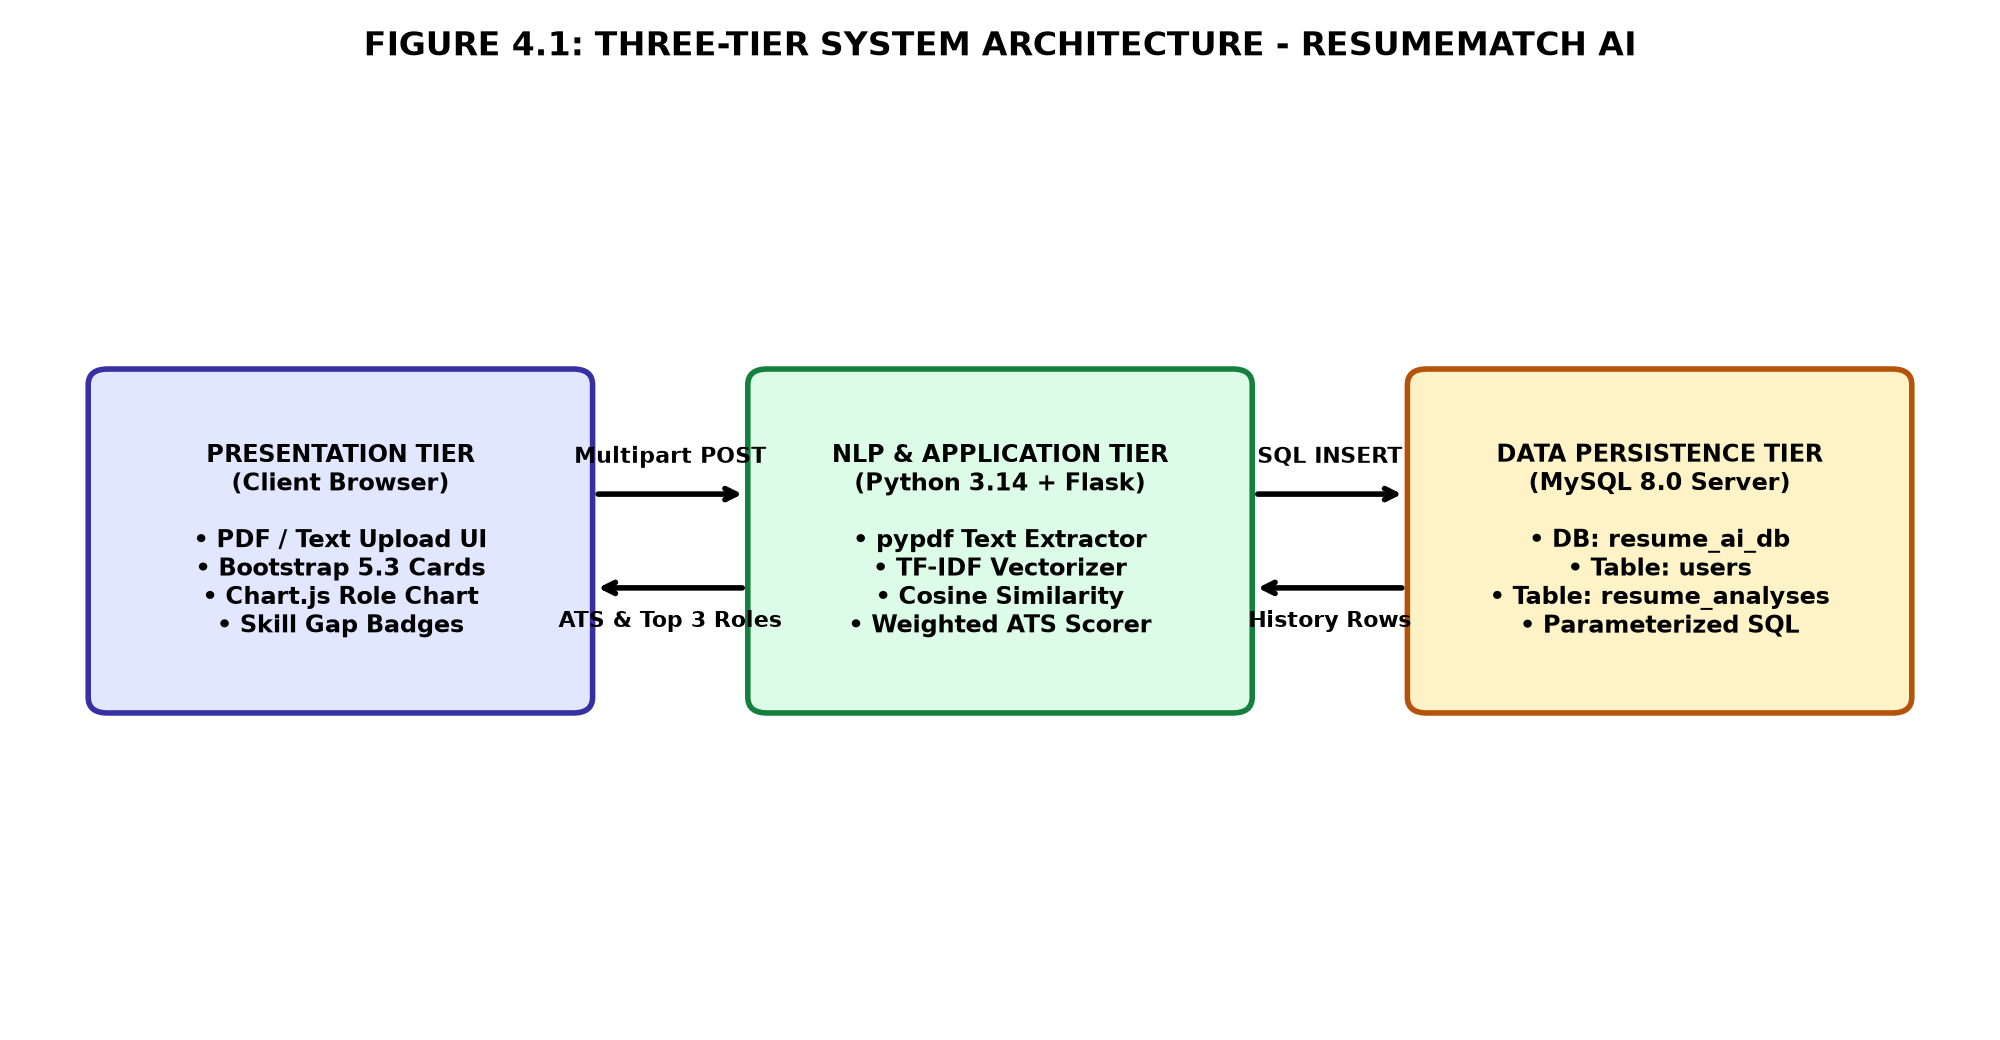 FIGURE 4.1: THREE-TIER SYSTEM ARCHITECTURE - RESUMEMATCH AI
PRESENTATION TIER
(Client Browser)
• PDF / Text Upload UI
• Bootstrap 5.3 Cards
• Chart.js Role Chart
• Skill Gap Badges
Multipart POST
ATS & Top 3 Roles
NLP & APPLICATION TIER
(Python 3.14 + Flask)
• pypdf Text Extractor
• TF-IDF Vectorizer
• Cosine Similarity
• Weighted ATS Scorer
SQL INSERT
History Rows
DATA PERSISTENCE TIER
(MySQL 8.0 Server)
• DB: resume_ai_db
• Table: users
• Table: resume_analyses
• Parameterized SQL